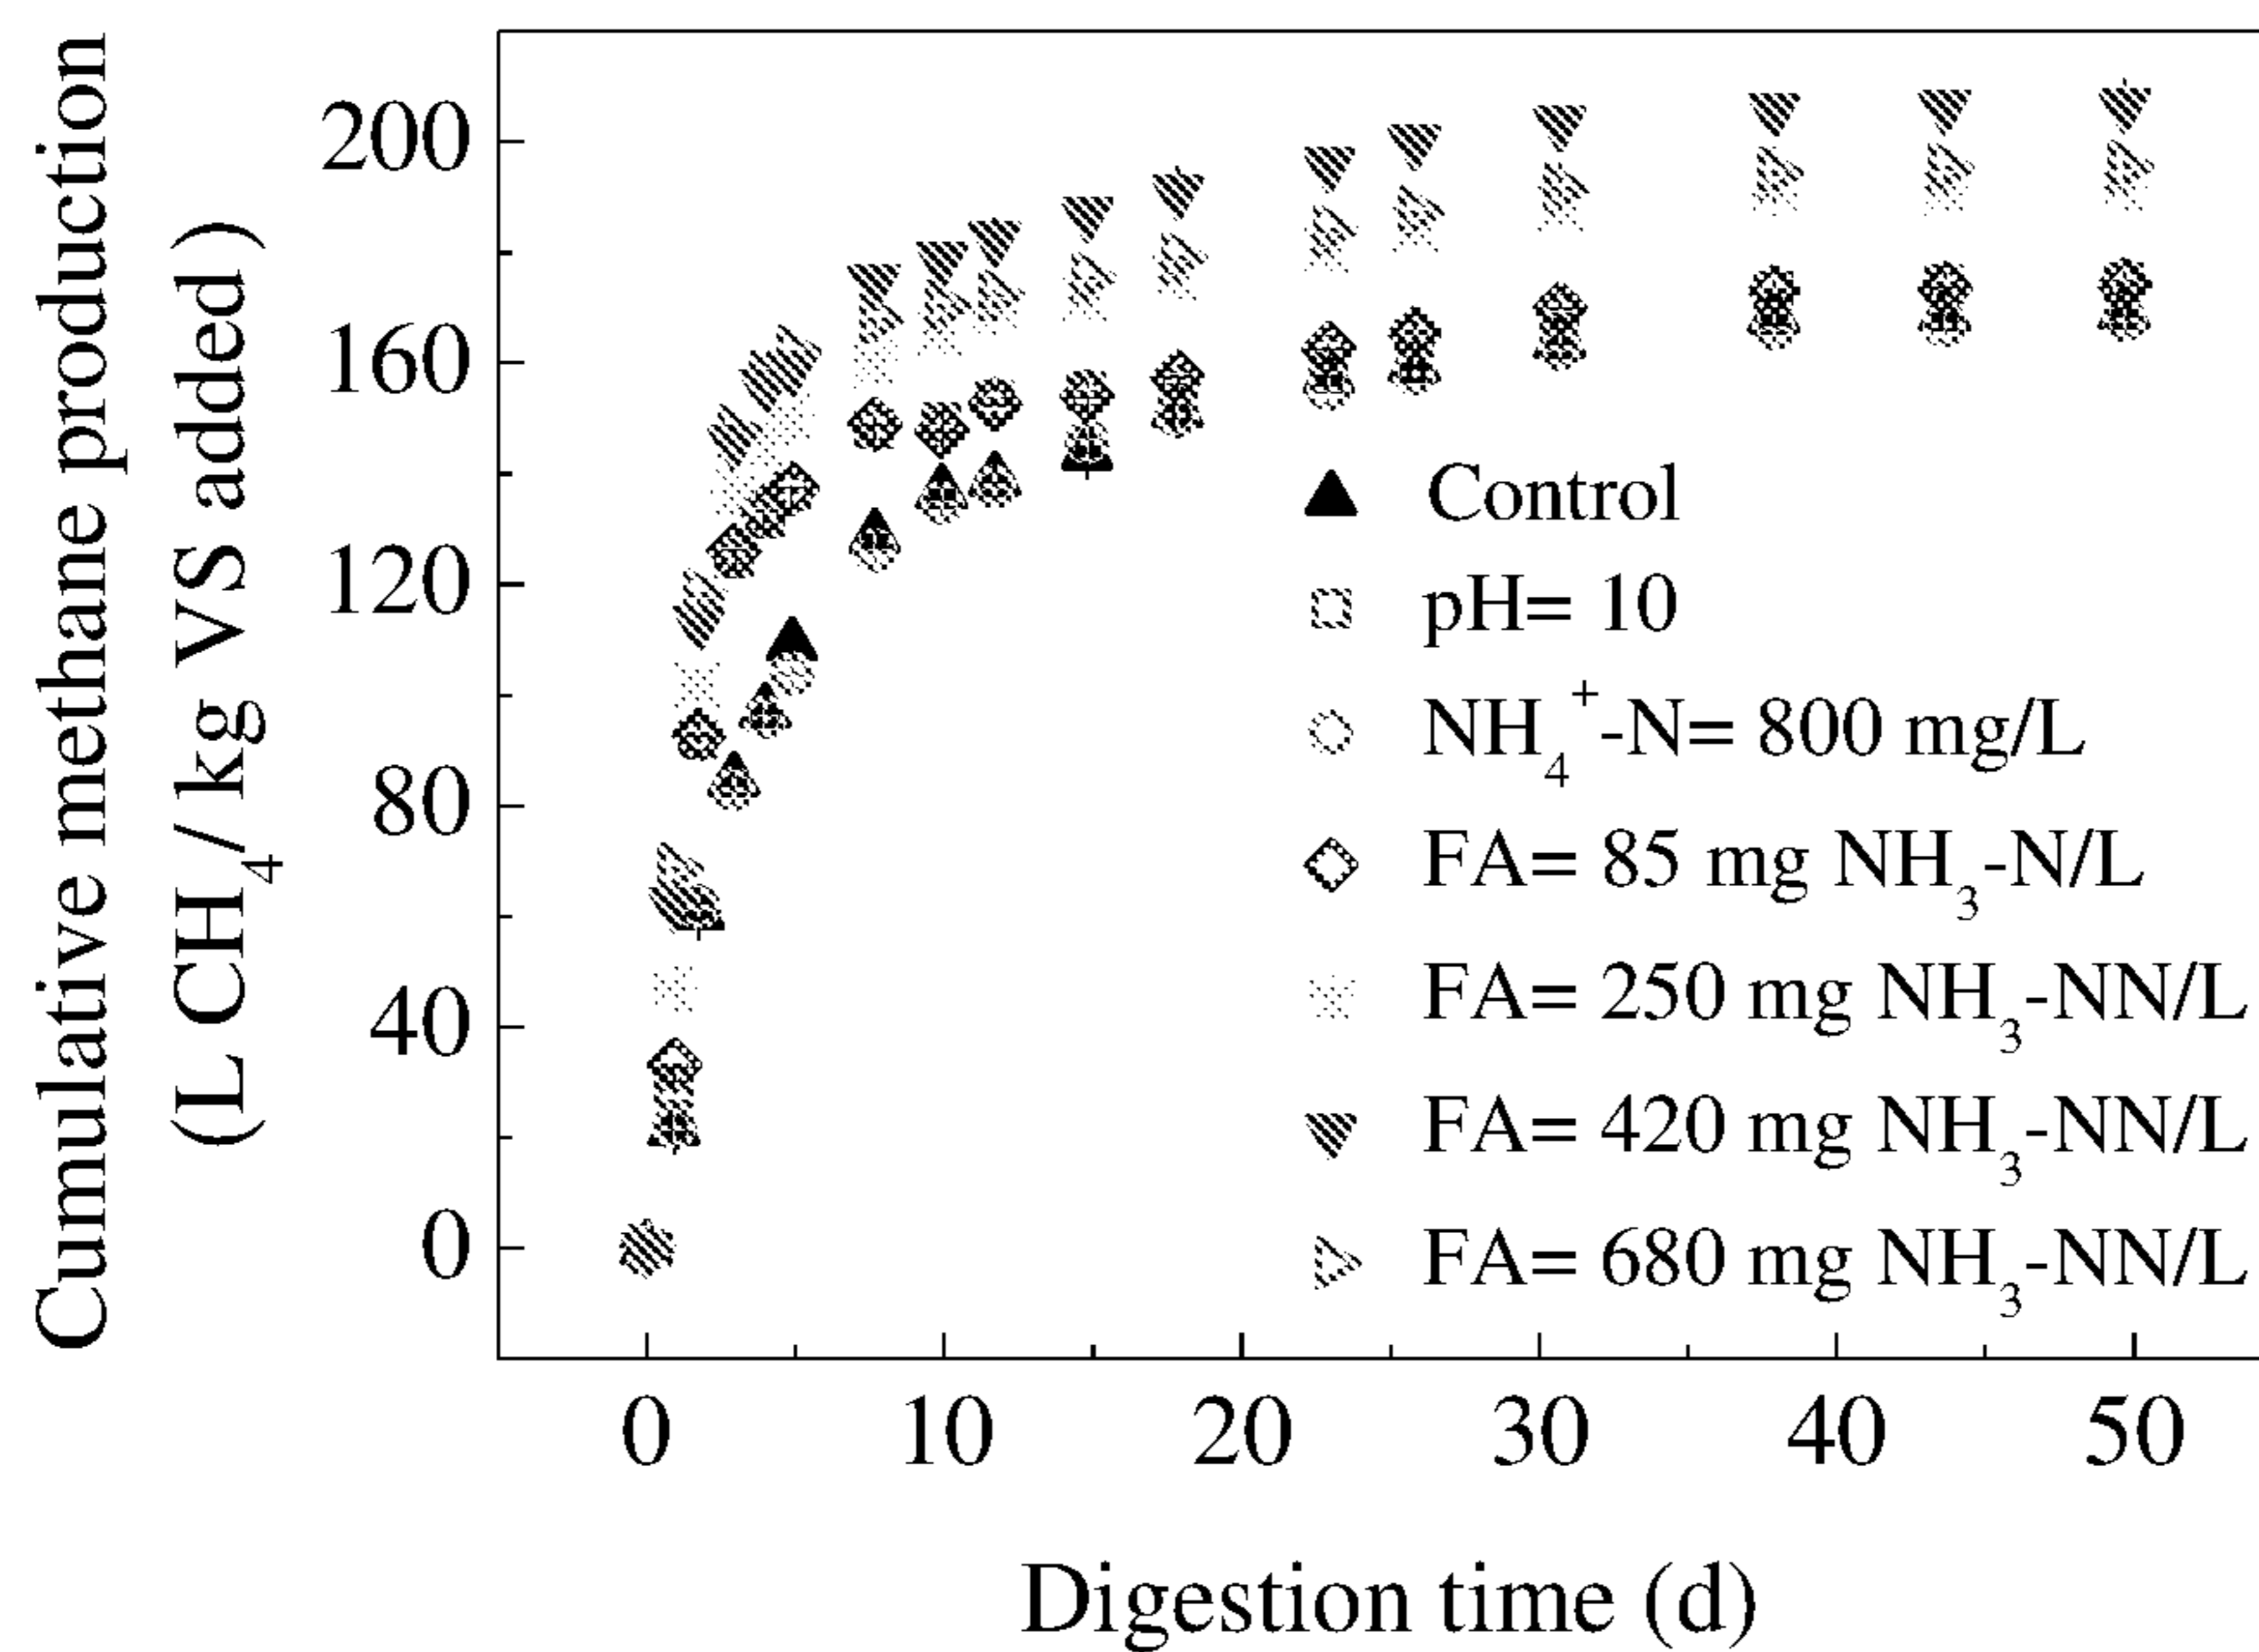 Cumulative methane production
(L CH₄/kg VS added)
200
160
120
80
40
0
Control
pH= 10
NH₄⁺-N= 800 mg/L
FA= 85 mg NH₃-N/L
FA= 250 mg NH₃-NN/L
FA= 420 mg NH₃-NN/L
FA= 680 mg NH₃-NN/L
0 10 20 30 40 50
Digestion time (d)